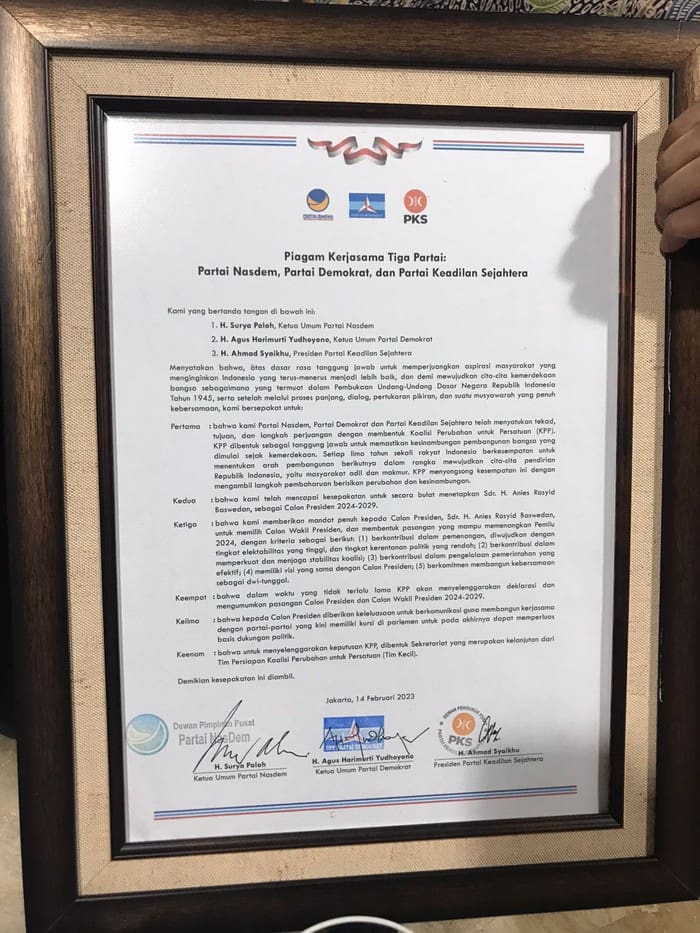 PKS
Piagam Kerjasama Tiga Partai:
Partai Nasdem, Partai Demokrat, dan Partai Keadilan Sejahtera
Kami yang bertanda tangan di bawah ini:
1. H. Surya Paloh, Ketua Umum Partai Nasdem
2. H. Agus Harimurti Yudhoyono, Ketua Umum Partai Demokrat
3. H. Ahmad Syaikhu, Presiden Partai Keadilan Sejahtera
Menyatakan bahwa, atas dasar rasa tanggung jawab untuk memperjuangkan aspirasi masyarakat yang
menginginkan Indonesia yang terus-menerus menjadi lebih baik, dan demi mewujudkan cita-cita kemerdekaan
bangsa sebagaimana yang termuat dalam Pembukaan Undang-Undang Dasar Negara Republik Indonesia
Tahun 1945, serta setelah melalui proses panjang, dialog, pertukaran pikiran, dan suatu musyawarah yang penuh
kebersamaan, kami bersepakat untuk:
Pertama : bahwa kami Partai Nasdem, Partai Demokrat dan Partai Keadilan Sejahtera telah menyatukan tekad,
tujuan, dan langkah perjuangan dengan membentuk Koalisi Perubahan untuk Persatuan (KPP).
KPP dibentuk sebagai tanggung jawab untuk memastikan kesinambungan pembangunan bangsa yang
dimulai sejak kemerdekaan. Setiap lima tahun sekali rakyat Indonesia berkesempatan untuk
menentukan arah pembangunan berikutnya dalam rangka mewujudkan cita-cita pendirian
Republik Indonesia, yaitu masyarakat adil dan makmur. KPP menyongsong kesempatan ini dengan
mengambil langkah pembaharuan berisikan perubahan dan kesinambungan.
Kedua : bahwa kami telah mencapai kesepakatan untuk secara bulat menetapkan Sdr. H. Anies Rasyid
Baswedan, sebagai Calon Presiden 2024-2029.
Ketiga : bahwa kami memberikan mandat penuh kepada Calon Presiden, Sdr. H. Anies Rasyid Baswedan,
untuk memilih Calon Wakil Presiden, dan membentuk pasangan yang mampu memenangkan Pemilu
2024, dengan kriteria sebagai berikut: (1) berkontribusi dalam pemenangan, diwujudkan dengan
tingkat elektabilitas yang tinggi, dan tingkat kerentanan politik yang rendah; (2) berkontribusi dalam
memperkuat dan menjaga stabilitas koalisi; (3) berkontribusi dalam pengelolaan pemerintahan yang
efektif; (4) memiliki visi yang sama dengan Calon Presiden; (5) berkomitmen membangun kebersamaan
sebagai dwi-tunggal.
Keempat : bahwa dalam waktu yang tidak terlalu lama KPP akan menyelenggarakan deklarasi dan
mengumumkan pasangan Calon Presiden dan Calon Wakil Presiden 2024-2029.
Kelima : bahwa kepada Calon Presiden diberikan keleluasaan untuk berkomunikasi guna membangun kerjasama
dengan partai-partai yang kini memiliki kursi di parlemen untuk pada akhirnya dapat memperluas
basis dukungan politik.
Keenam : bahwa untuk menyelenggarakan keputusan KPP, dibentuk Sekretariat yang merupakan kelanjutan dari
Tim Persiapan Koalisi Perubahan untuk Persatuan (Tim Kecil).
Demikian kesepakatan ini diambil.
Jakarta, 14 Februari 2023
Dewan Pimpinan Pusat
Partai NasDem
PKS
H. Surya Paloh
Ketua Umum Partai Nasdem
H. Agus Harimurti Yudhoyono
Ketua Umum Partai Demokrat
H. Ahmad Syaikhu
Presiden Partai Keadilan Sejahtera